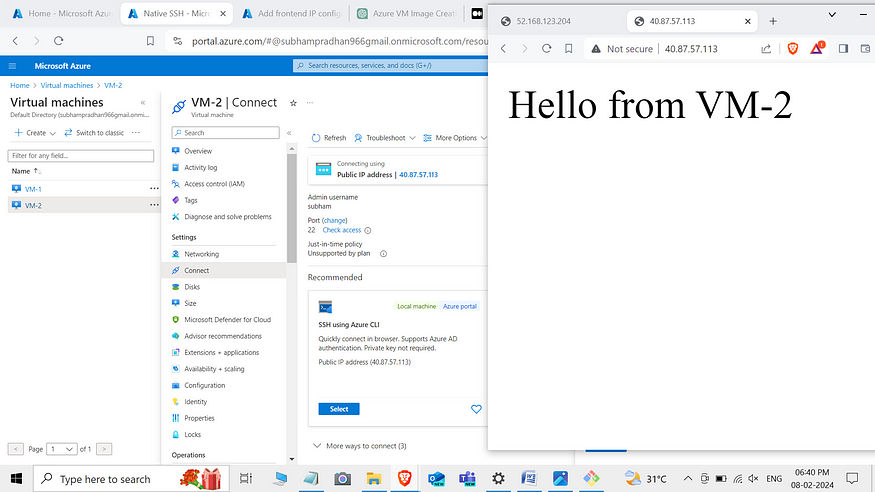 Home - Microsoft Azu
Native SSH - Micro
Add frontend IP config
Azure VM Image Creat
portal.azure.com/#@subhampradhan966gmail.onmicrosoft.com/resou
Microsoft Azure
Search resources, services, and docs (G+/)
Home > Virtual machines > VM-2
Virtual machines
Default Directory (subhampradhan966gmail.onmi...
Create
Switch to classic
Filter for any field...
Name
VM-1
VM-2
Page 1 of 1
VM-2 | Connect
Virtual machine
Search
Overview
Activity log
Access control (IAM)
Tags
Diagnose and solve problems
Settings
Networking
Connect
Disks
Size
Microsoft Defender for Cloud
Advisor recommendations
Extensions + applications
Availability + scaling
Configuration
Identity
Properties
Locks
Operations
Refresh
Troubleshoot
More Options
Connecting using
Public IP address | 40.87.57.113
Admin username
subham
Port (change)
22 Check access
Just-in-time policy
Unsupported by plan
Recommended
Local machine
Azure portal
SSH using Azure CLI
Quickly connect in browser. Supports Azure AD
authentication. Private key not required.
Public IP address (40.87.57.113)
Select
More ways to connect (3)
52.168.123.204
40.87.57.113
Not secure
40.87.57.113
Hello from VM-2
Type here to search
31°C
ENG
06:40 PM
08-02-2024